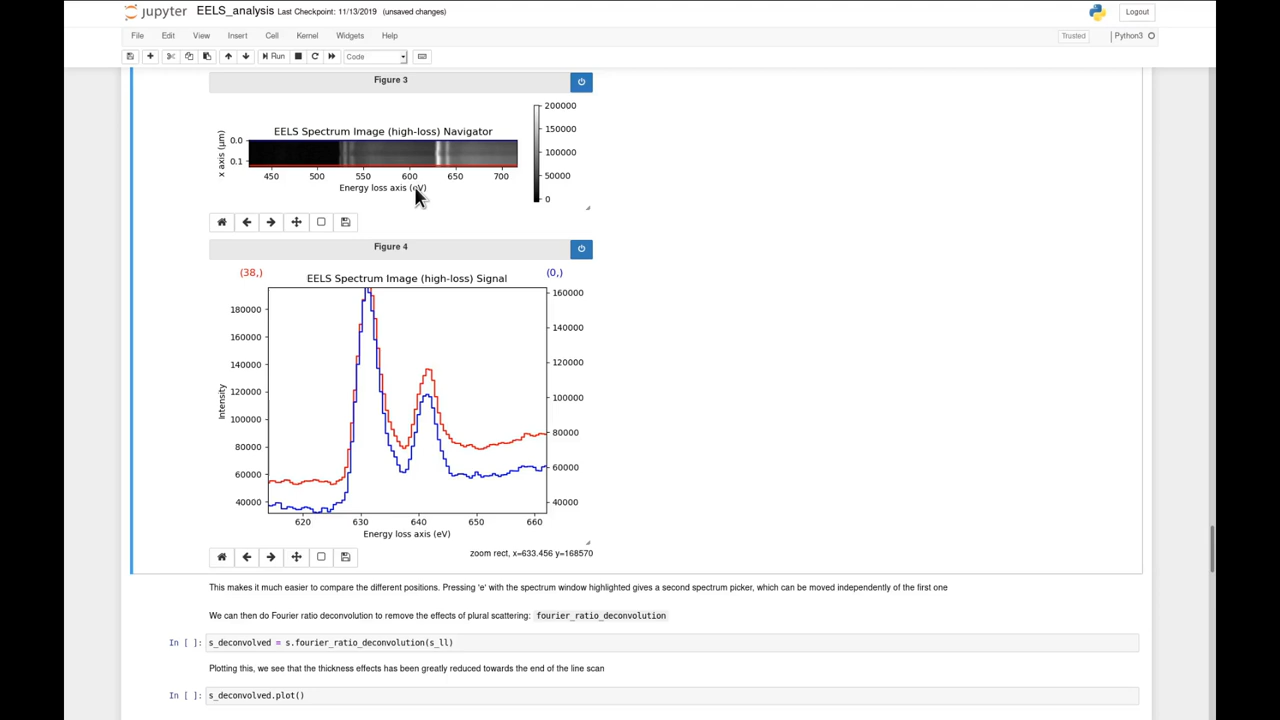 jupyter EELS_analysis Last Checkpoint: 11/13/2019 (unsaved changes) Logout
File Edit View Insert Cell Kernel Widgets Help Trusted Python3
Run Code
Figure 3
EELS Spectrum Image (high-loss) Navigator
x axis (µm)
0.0
0.1
450 500 550 600 650 700
Energy loss axis (eV)
200000
150000
100000
50000
0
Figure 4
(38,) EELS Spectrum Image (high-loss) Signal (0,)
Intensity
180000
160000
140000
120000
100000
80000
60000
40000
160000
140000
120000
100000
80000
60000
40000
620 630 640 650 660
Energy loss axis (eV)
zoom rect, x=633.456 y=168570
This makes it much easier to compare the different positions. Pressing 'e' with the spectrum window highlighted gives a second spectrum picker, which can be moved independently of the first one
We can then do Fourier ratio deconvolution to remove the effects of plural scattering: fourier_ratio_deconvolution
In [ ]: s_deconvolved = s.fourier_ratio_deconvolution(s_ll)
Plotting this, we see that the thickness effects has been greatly reduced towards the end of the line scan
In [ ]: s_deconvolved.plot()